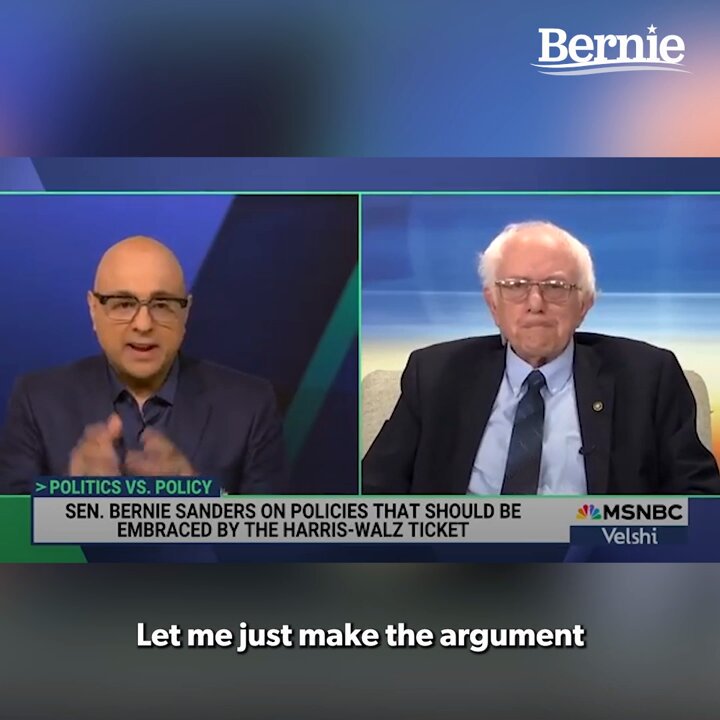 Bernie
> POLITICS VS. POLICY
SEN. BERNIE SANDERS ON POLICIES THAT SHOULD BE
EMBRACED BY THE HARRIS-WALZ TICKET
MSNBC
Velshi
Let me just make the argument